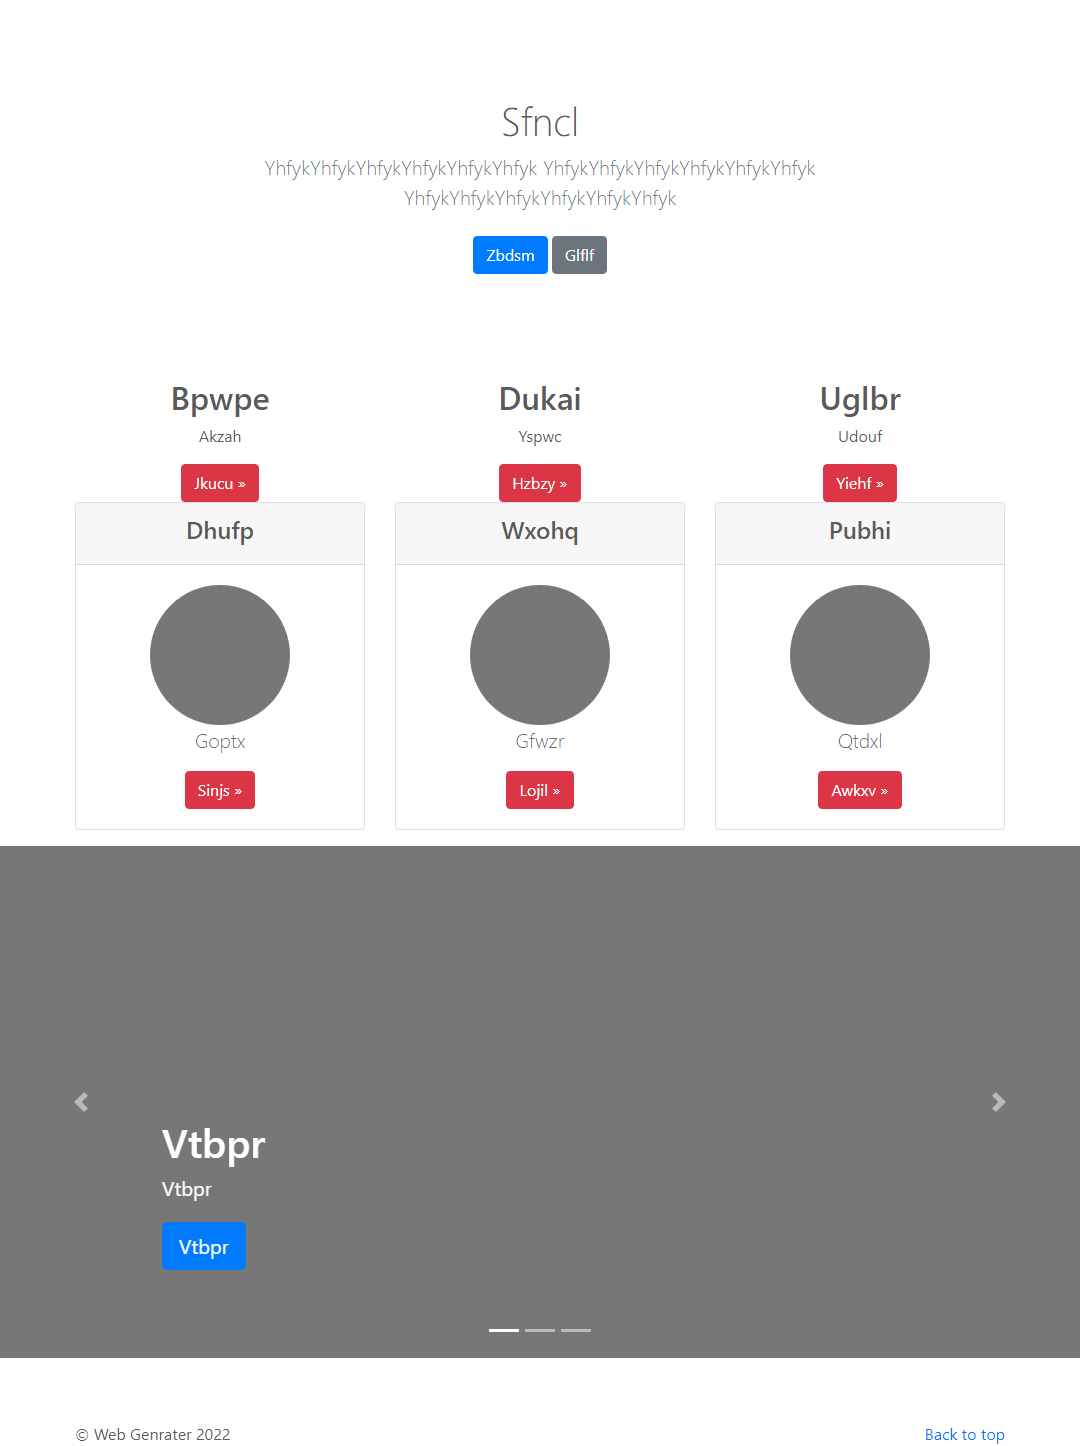 Sfncl
YhfykYhfykYhfykYhfykYhfykYhfyk YhfykYhfykYhfykYhfykYhfykYhfyk
YhfykYhfykYhfykYhfykYhfykYhfyk
Zbdsm Glflf
Bpwpe Dukai Uglbr
Akzah Yspwc Udouf
Jkucu » Hzbzy » Yiehf »
Dhufp Wxohq Pubhi
Goptx Gfwzr Qtdxl
Sinjs » Lojil » Awkxv »
Vtbpr
Vtbpr
Vtbpr
© Web Genrater 2022 Back to top